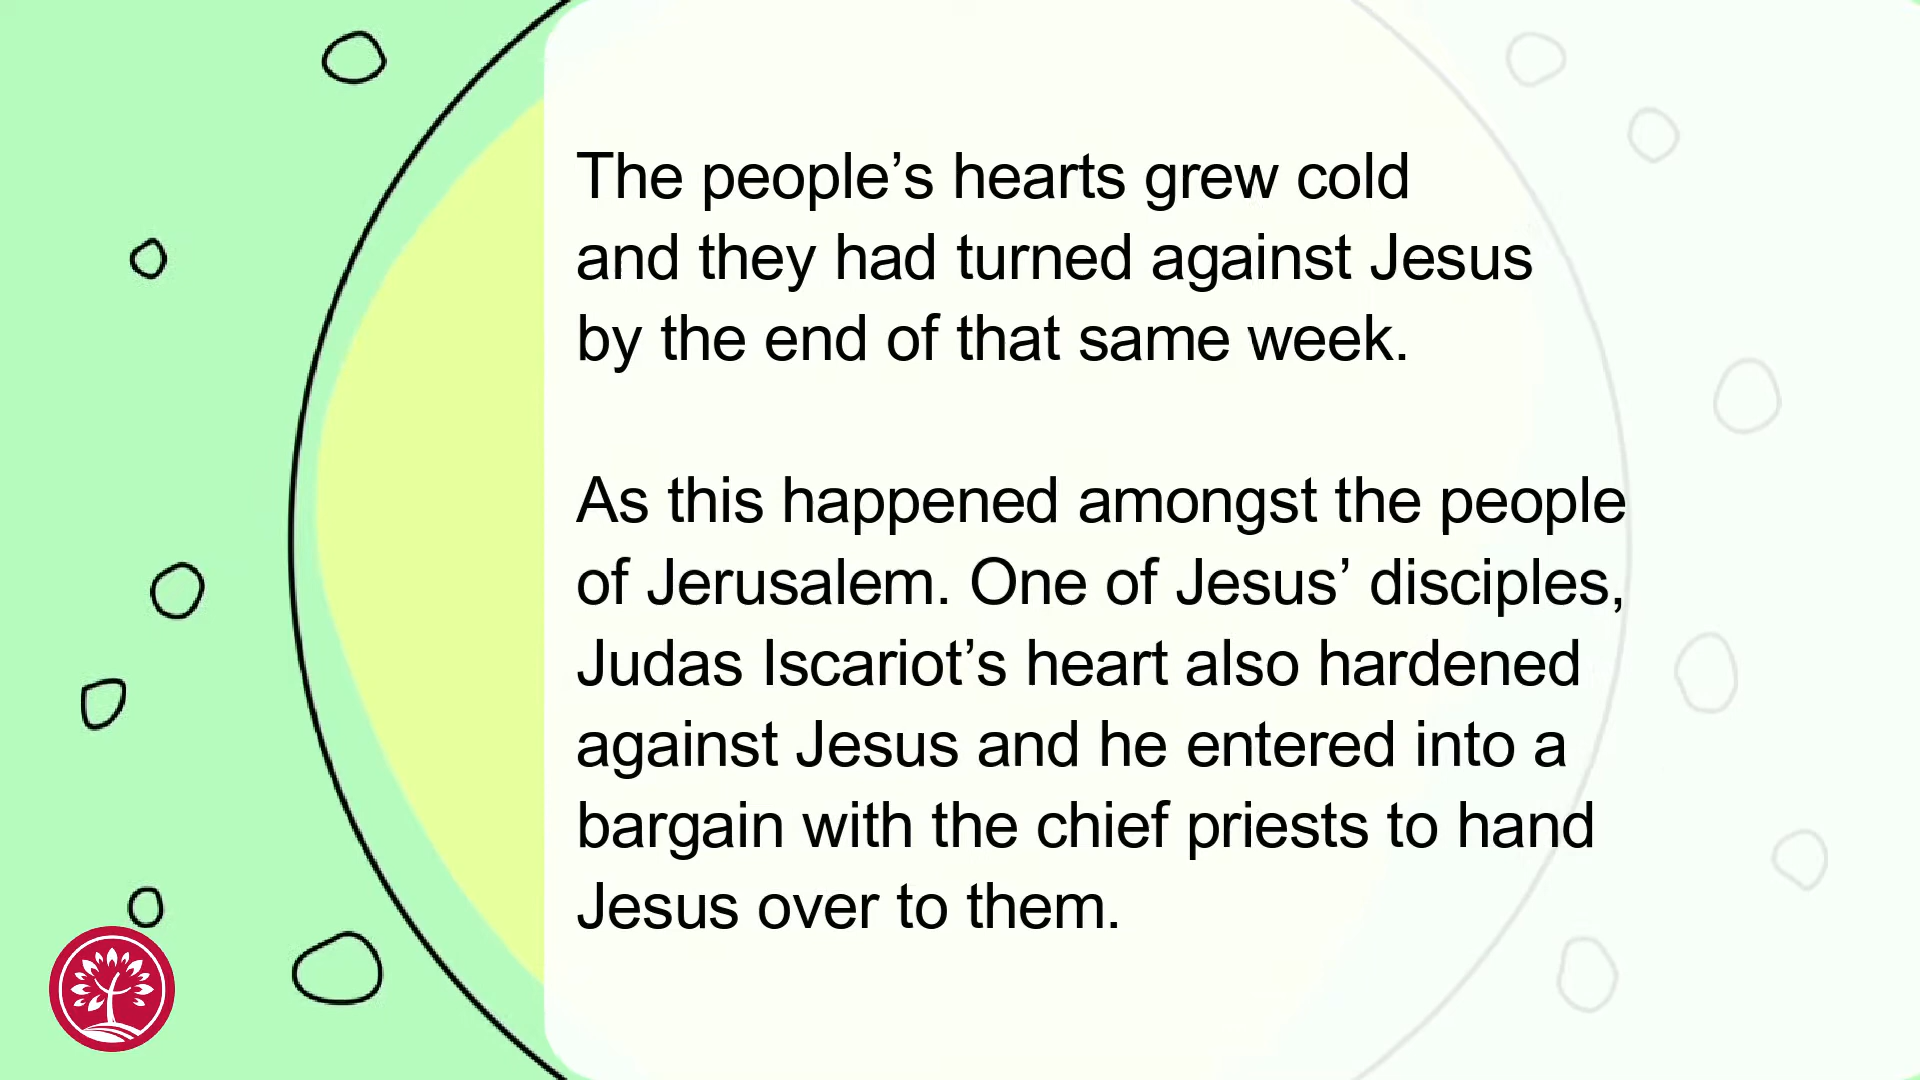 The people’s hearts grew cold
and they had turned against Jesus
by the end of that same week.
As this happened amongst the people
of Jerusalem. One of Jesus’ disciples,
Judas Iscariot’s heart also hardened
against Jesus and he entered into a
bargain with the chief priests to hand
Jesus over to them.